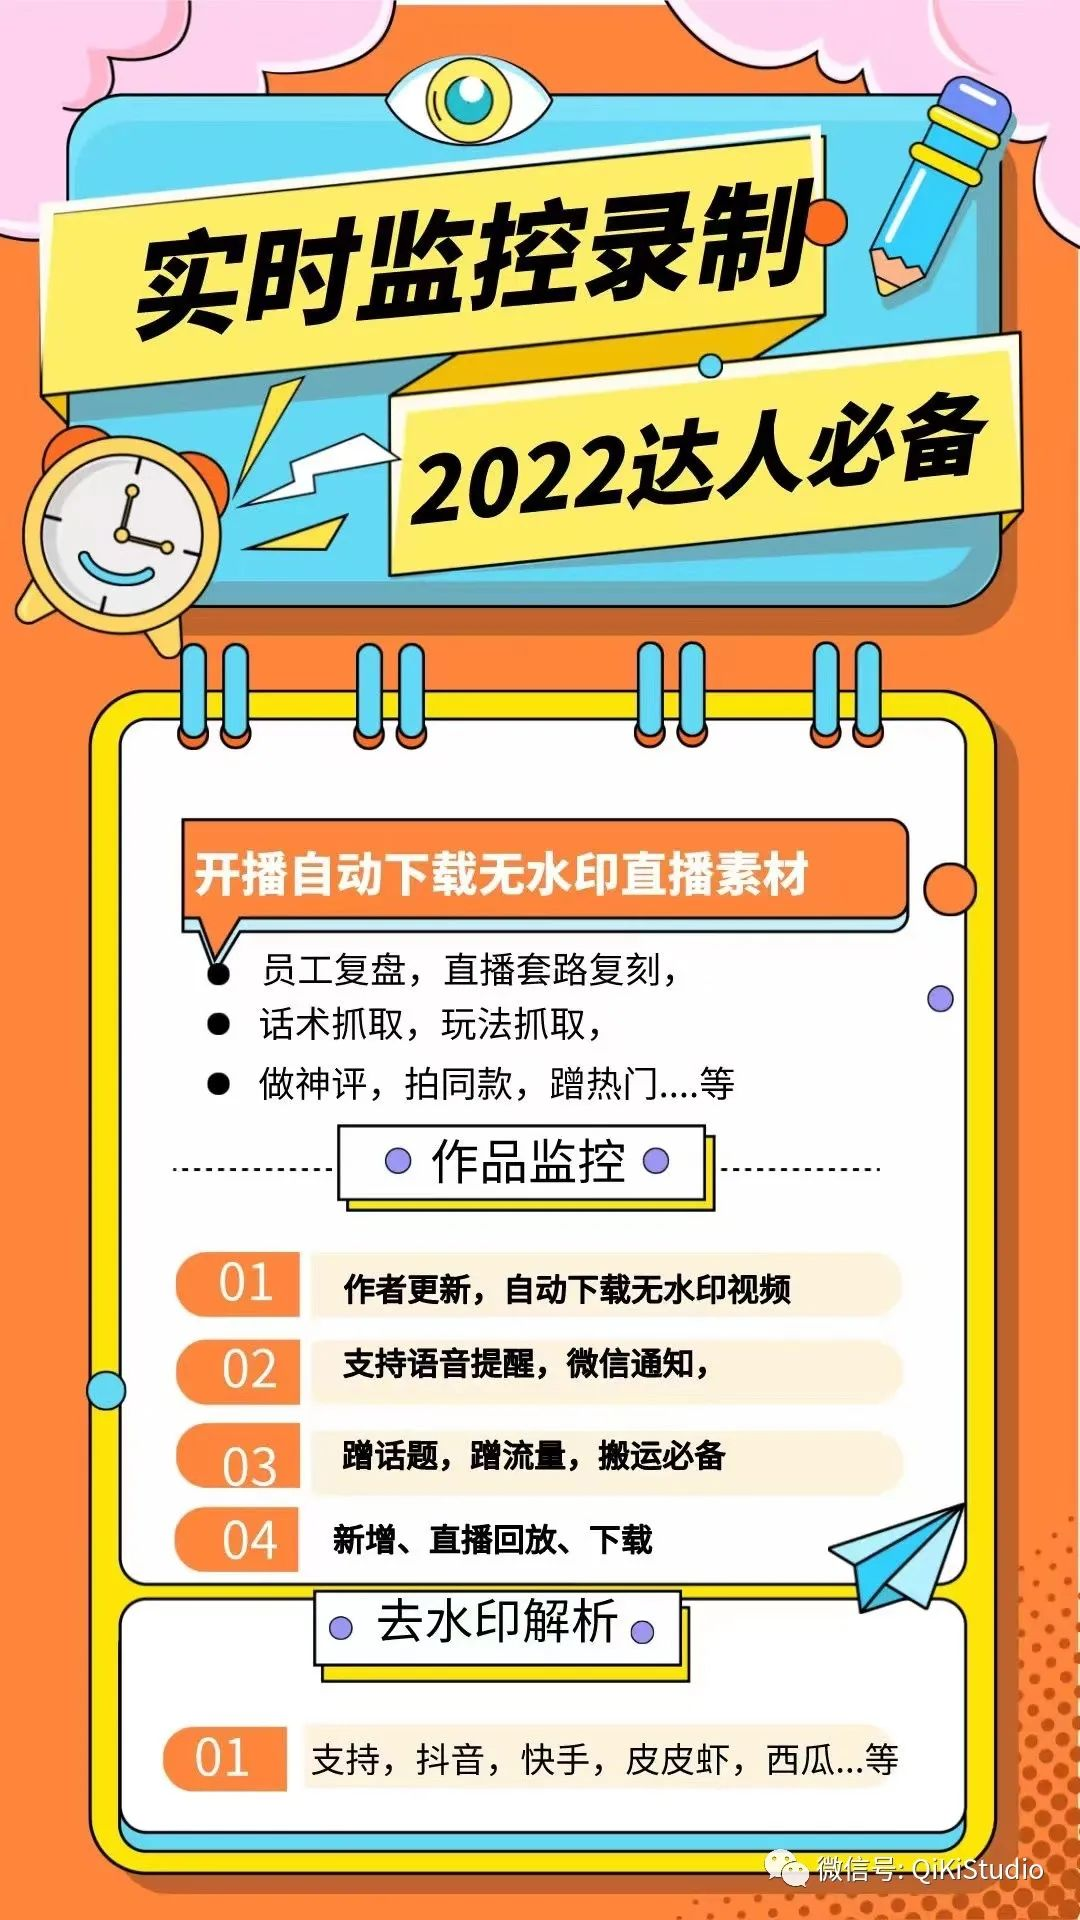 实时监控录制
2022达人必备
开播自动下载无水印直播素材
员工复盘，直播套路复刻，
话术抓取，玩法抓取，
做神评，拍同款，蹭热门....等
作品监控
01 作者更新，自动下载无水印视频
02 支持语音提醒，微信通知，
03 蹭话题，蹭流量，搬运必备
04 新增、直播回放、下载
去水印解析
01 支持，抖音，快手，皮皮虾，西瓜...等
微信号: QiKiStudio